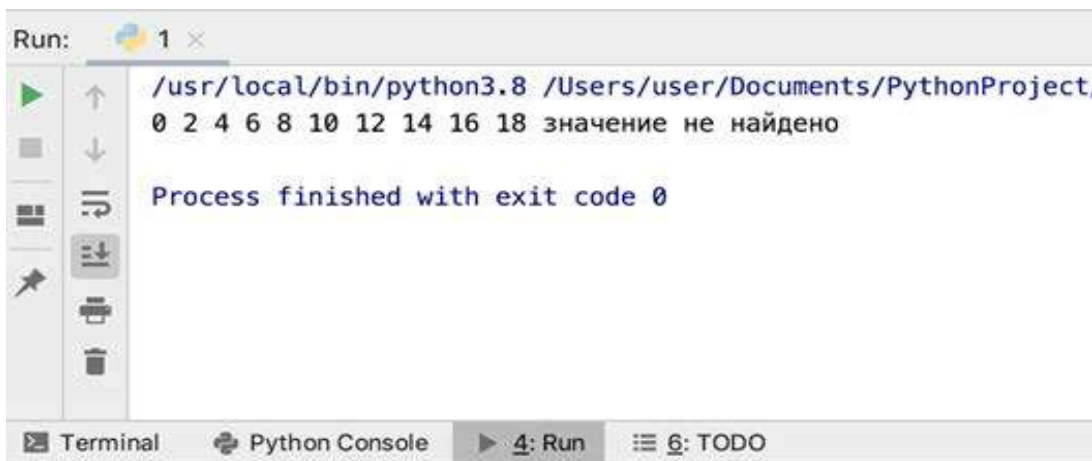 Run: 1
/usr/local/bin/python3.8 /Users/user/Documents/PythonProject/
0 2 4 6 8 10 12 14 16 18 значение не найдено
Process finished with exit code 0
Terminal Python Console 4: Run 6: TODO